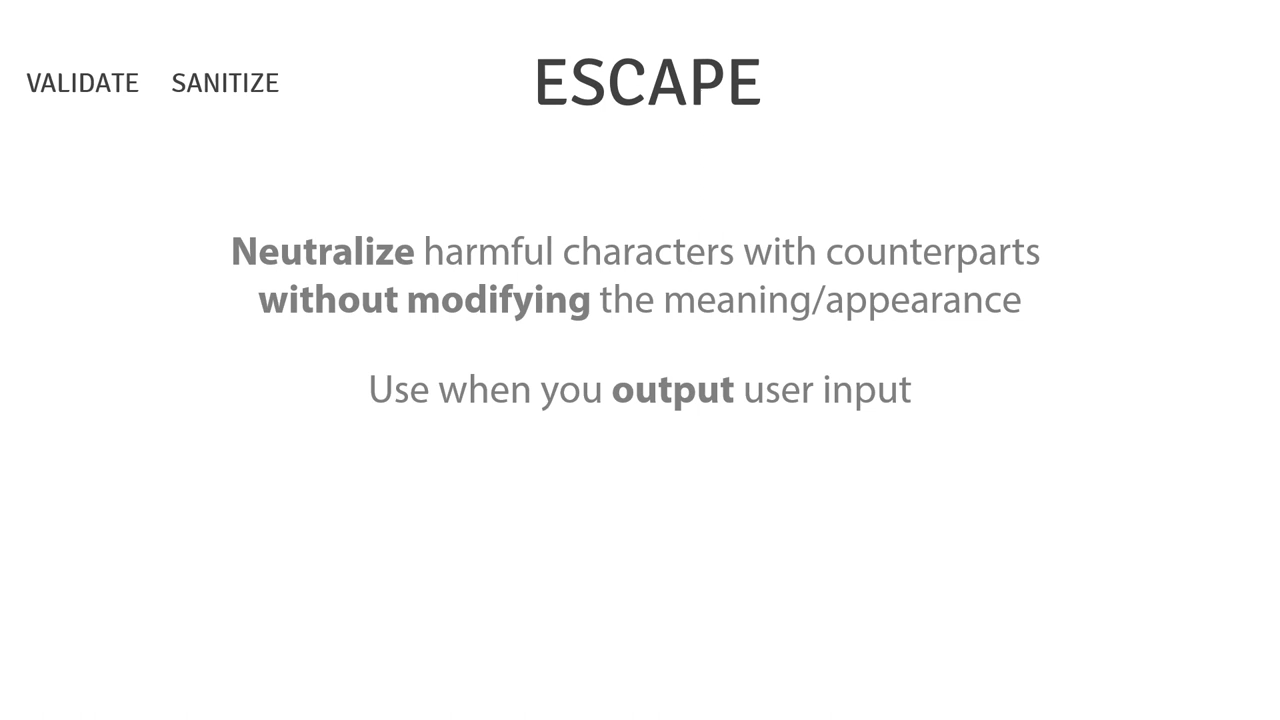 VALIDATE SANITIZE ESCAPE
Neutralize harmful characters with counterparts
without modifying the meaning/appearance
Use when you output user input